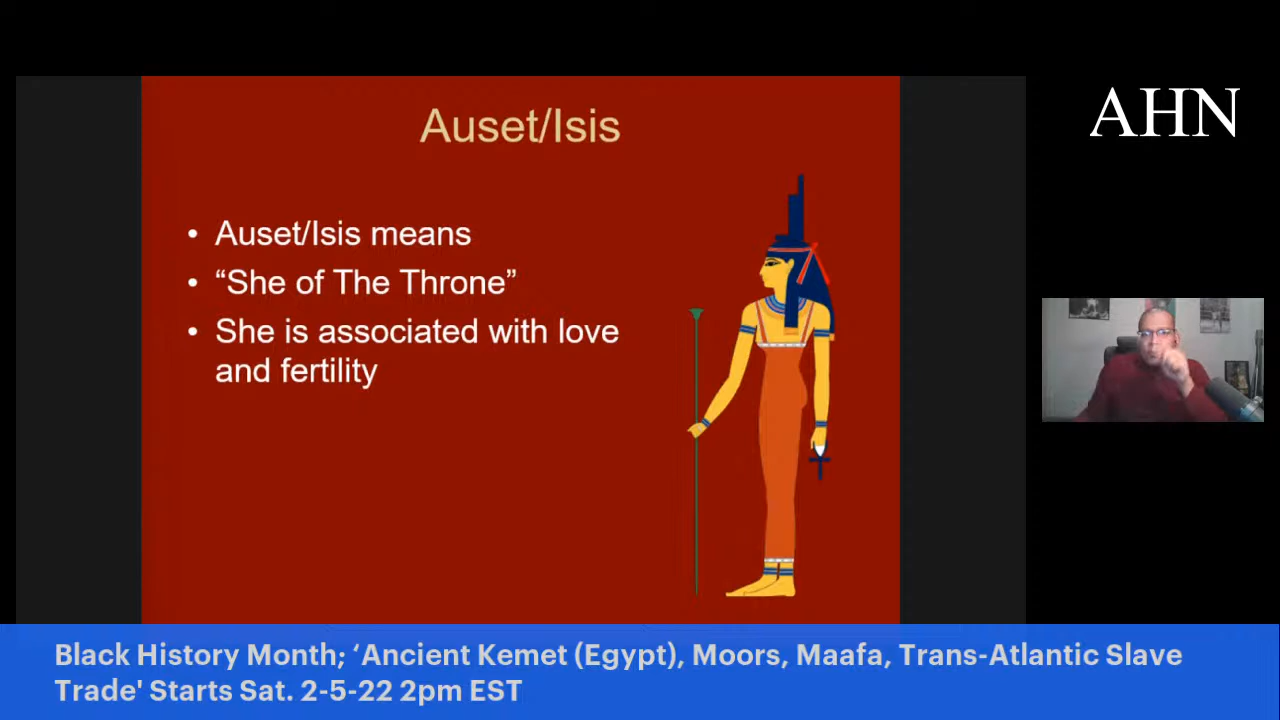 Auset/Isis
AHN
• Auset/Isis means
• “She of The Throne”
• She is associated with love
and fertility
Black History Month; ‘Ancient Kemet (Egypt), Moors, Maafa, Trans-Atlantic Slave
Trade' Starts Sat. 2-5-22 2pm EST